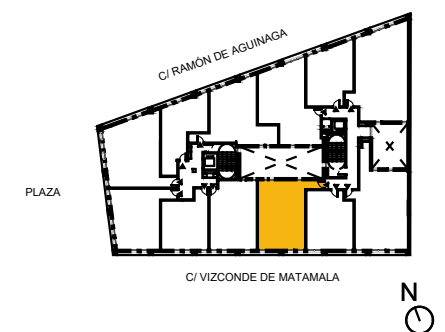 C/ RAMÓN DE AGUINAGA
PLAZA
C/ VIZCONDE DE MATAMALA
N